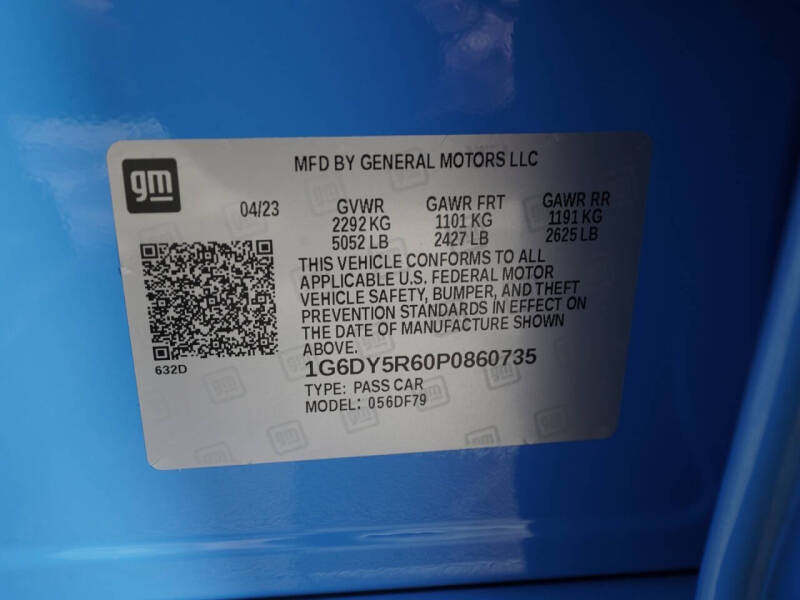 gm
MFD BY GENERAL MOTORS LLC
04/23 GVWR GAWR FRT GAWR RR
2292 KG 1101 KG 1191 KG
5052 LB 2427 LB 2625 LB
THIS VEHICLE CONFORMS TO ALL
APPLICABLE U.S. FEDERAL MOTOR
VEHICLE SAFETY, BUMPER, AND THEFT
PREVENTION STANDARDS IN EFFECT ON
THE DATE OF MANUFACTURE SHOWN
ABOVE.
632D
1G6DY5R60P0860735
TYPE: PASS CAR
MODEL: 056DF79